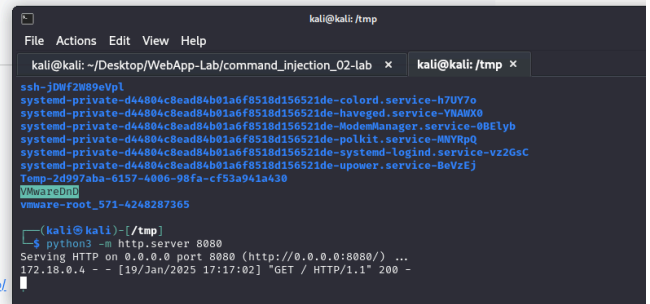 kali@kali: /tmp
File Actions Edit View Help
kali@kali: ~/Desktop/WebApp-Lab/command_injection_02-lab × kali@kali: /tmp ×
ssh-jDWf2W89eVpl
systemd-private-d44804c8ead84b01a6f8518d156521de-colord.service-h7UY7o
systemd-private-d44804c8ead84b01a6f8518d156521de-haveged.service-YNAWX0
systemd-private-d44804c8ead84b01a6f8518d156521de-ModemManager.service-0BElyb
systemd-private-d44804c8ead84b01a6f8518d156521de-polkit.service-MNYRpQ
systemd-private-d44804c8ead84b01a6f8518d156521de-systemd-logind.service-vz2GsC
systemd-private-d44804c8ead84b01a6f8518d156521de-upower.service-BeVzEj
Temp-2d997aba-6157-4006-98fa-cf53a941a430
VMwareDnD
vmware-root_571-4248287365
┌──(kali㉿kali)-[/tmp]
└─$ python3 -m http.server 8080
Serving HTTP on 0.0.0.0 port 8080 (http://0.0.0.0:8080/) ...
172.18.0.4 - - [19/Jan/2025 17:17:02] "GET / HTTP/1.1" 200 -